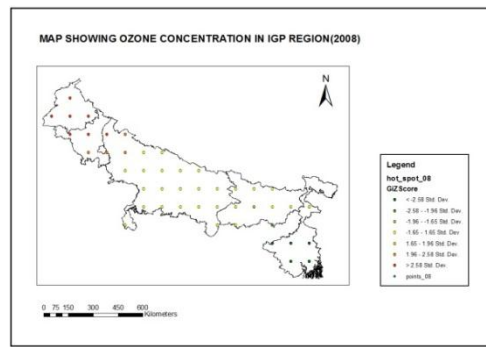 MAP SHOWING OZONE CONCENTRATION IN IGP REGION(2008)
N
Legend
hot_spot_08
GiZScore
< -2.58 Std. Dev.
-2.58 - -1.96 Std. Dev.
-1.96 - -1.65 Std. Dev.
-1.65 - 1.65 Std. Dev.
1.65 - 1.96 Std. Dev.
1.96 - 2.58 Std. Dev.
> 2.58 Std. Dev.
points_08
0 75 150 300 450 600
Kilometers